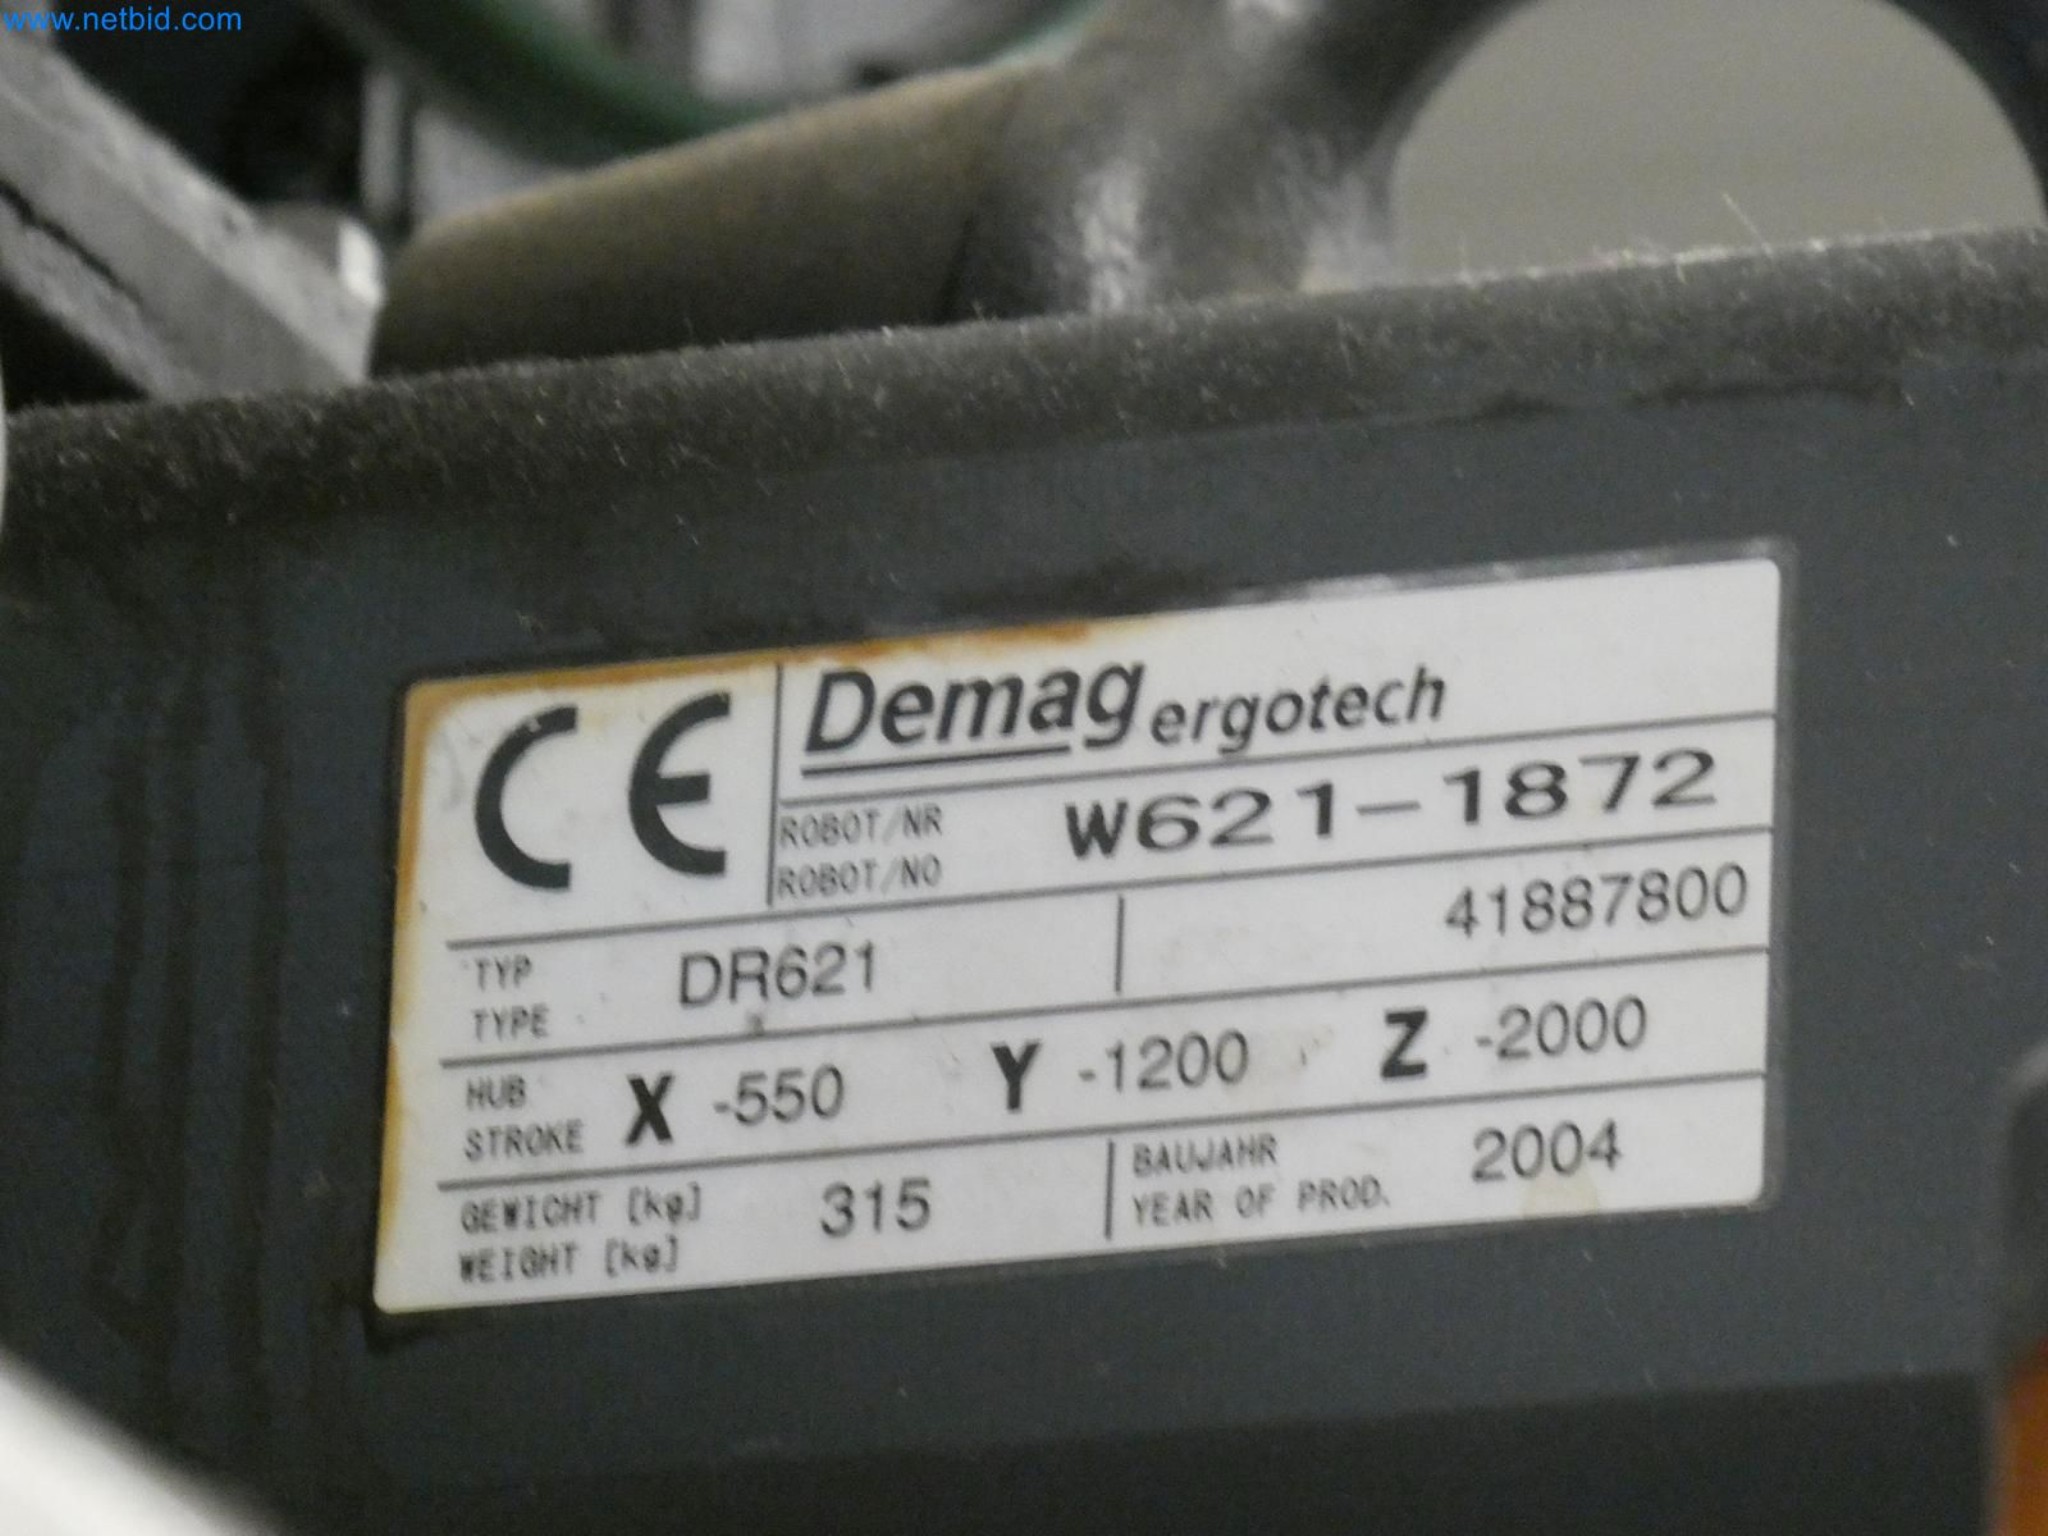 www.netbid.com
CE Demag ergotech
ROBOT/NR W621-1872
ROBOT/NO
TYP DR621 41887800
TYPE
HUB X -550 Y -1200 Z -2000
STROKE
GEWICHT [kg] 315 BAUJAHR 2004
WEIGHT [kg] YEAR OF PROD.